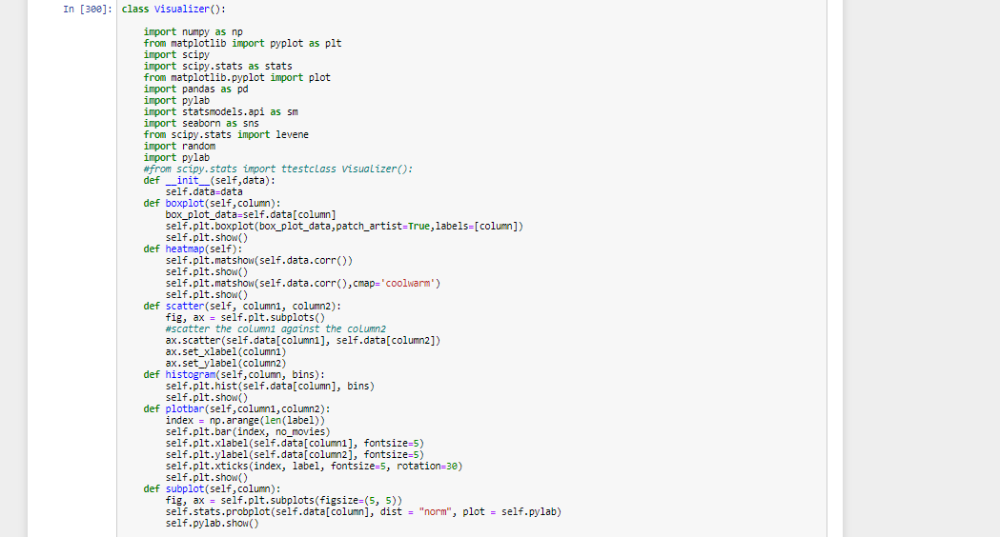 In [300]: class Visualizer():
import numpy as np
from matplotlib import pyplot as plt
import scipy
import scipy.stats as stats
from matplotlib.pyplot import plot
import pandas as pd
import pylab
import statsmodels.api as sm
import seaborn as sns
from scipy.stats import levene
import random
import pylab
#from scipy.stats import ttestclass Visualizer():
def __init__(self,data):
self.data=data
def boxplot(self,column):
box_plot_data=self.data[column]
self.plt.boxplot(box_plot_data,patch_artist=True,labels=[column])
self.plt.show()
def heatmap(self):
self.plt.matshow(self.data.corr())
self.plt.show()
self.plt.matshow(self.data.corr(),cmap='coolwarm')
self.plt.show()
def scatter(self, column1, column2):
fig, ax = self.plt.subplots()
#scatter the column1 against the column2
ax.scatter(self.data[column1], self.data[column2])
ax.set_xlabel(column1)
ax.set_ylabel(column2)
def histogram(self,column, bins):
self.plt.hist(self.data[column], bins)
self.plt.show()
def plotbar(self,column1,column2):
index = np.arange(len(label))
self.plt.bar(index, no_movies)
self.plt.xlabel(self.data[column1], fontsize=5)
self.plt.ylabel(self.data[column2], fontsize=5)
self.plt.xticks(index, label, fontsize=5, rotation=30)
self.plt.show()
def subplot(self,column):
fig, ax = self.plt.subplots(figsize=(5, 5))
self.stats.probplot(self.data[column], dist = "norm", plot = self.pylab)
self.pylab.show()